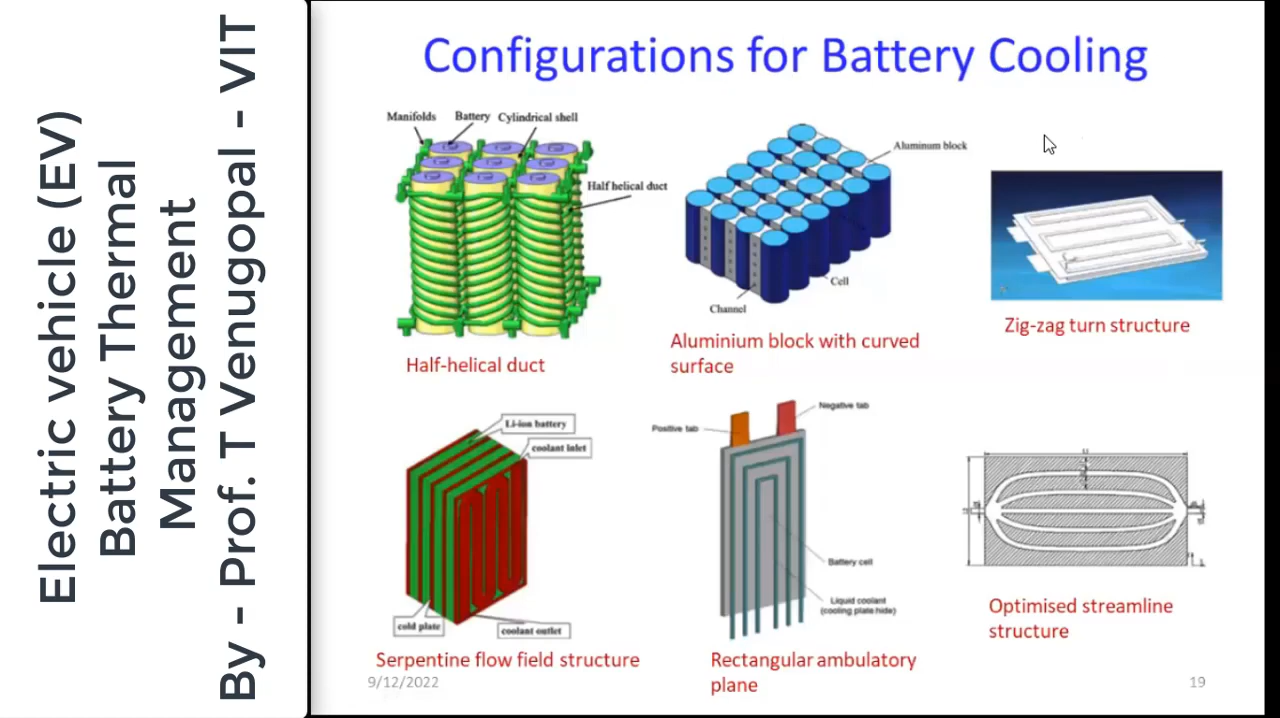 Electric vehicle (EV)
Battery Thermal
Management
By - Prof. T Venugopal - VIT
Configurations for Battery Cooling
Manifolds
Battery
Cylindrical shell
Half helical duct
Half-helical duct
Aluminum block
Cell
Channel
Aluminium block with curved
surface
Zig-zag turn structure
Li-ion battery
coolant inlet
cold plate
coolant outlet
Serpentine flow field structure
Negative tab
Positive tab
Battery cell
Liquid coolant
(cooling plate:hide)
Rectangular ambulatory
plane
Optimised streamline
structure
9/12/2022
19